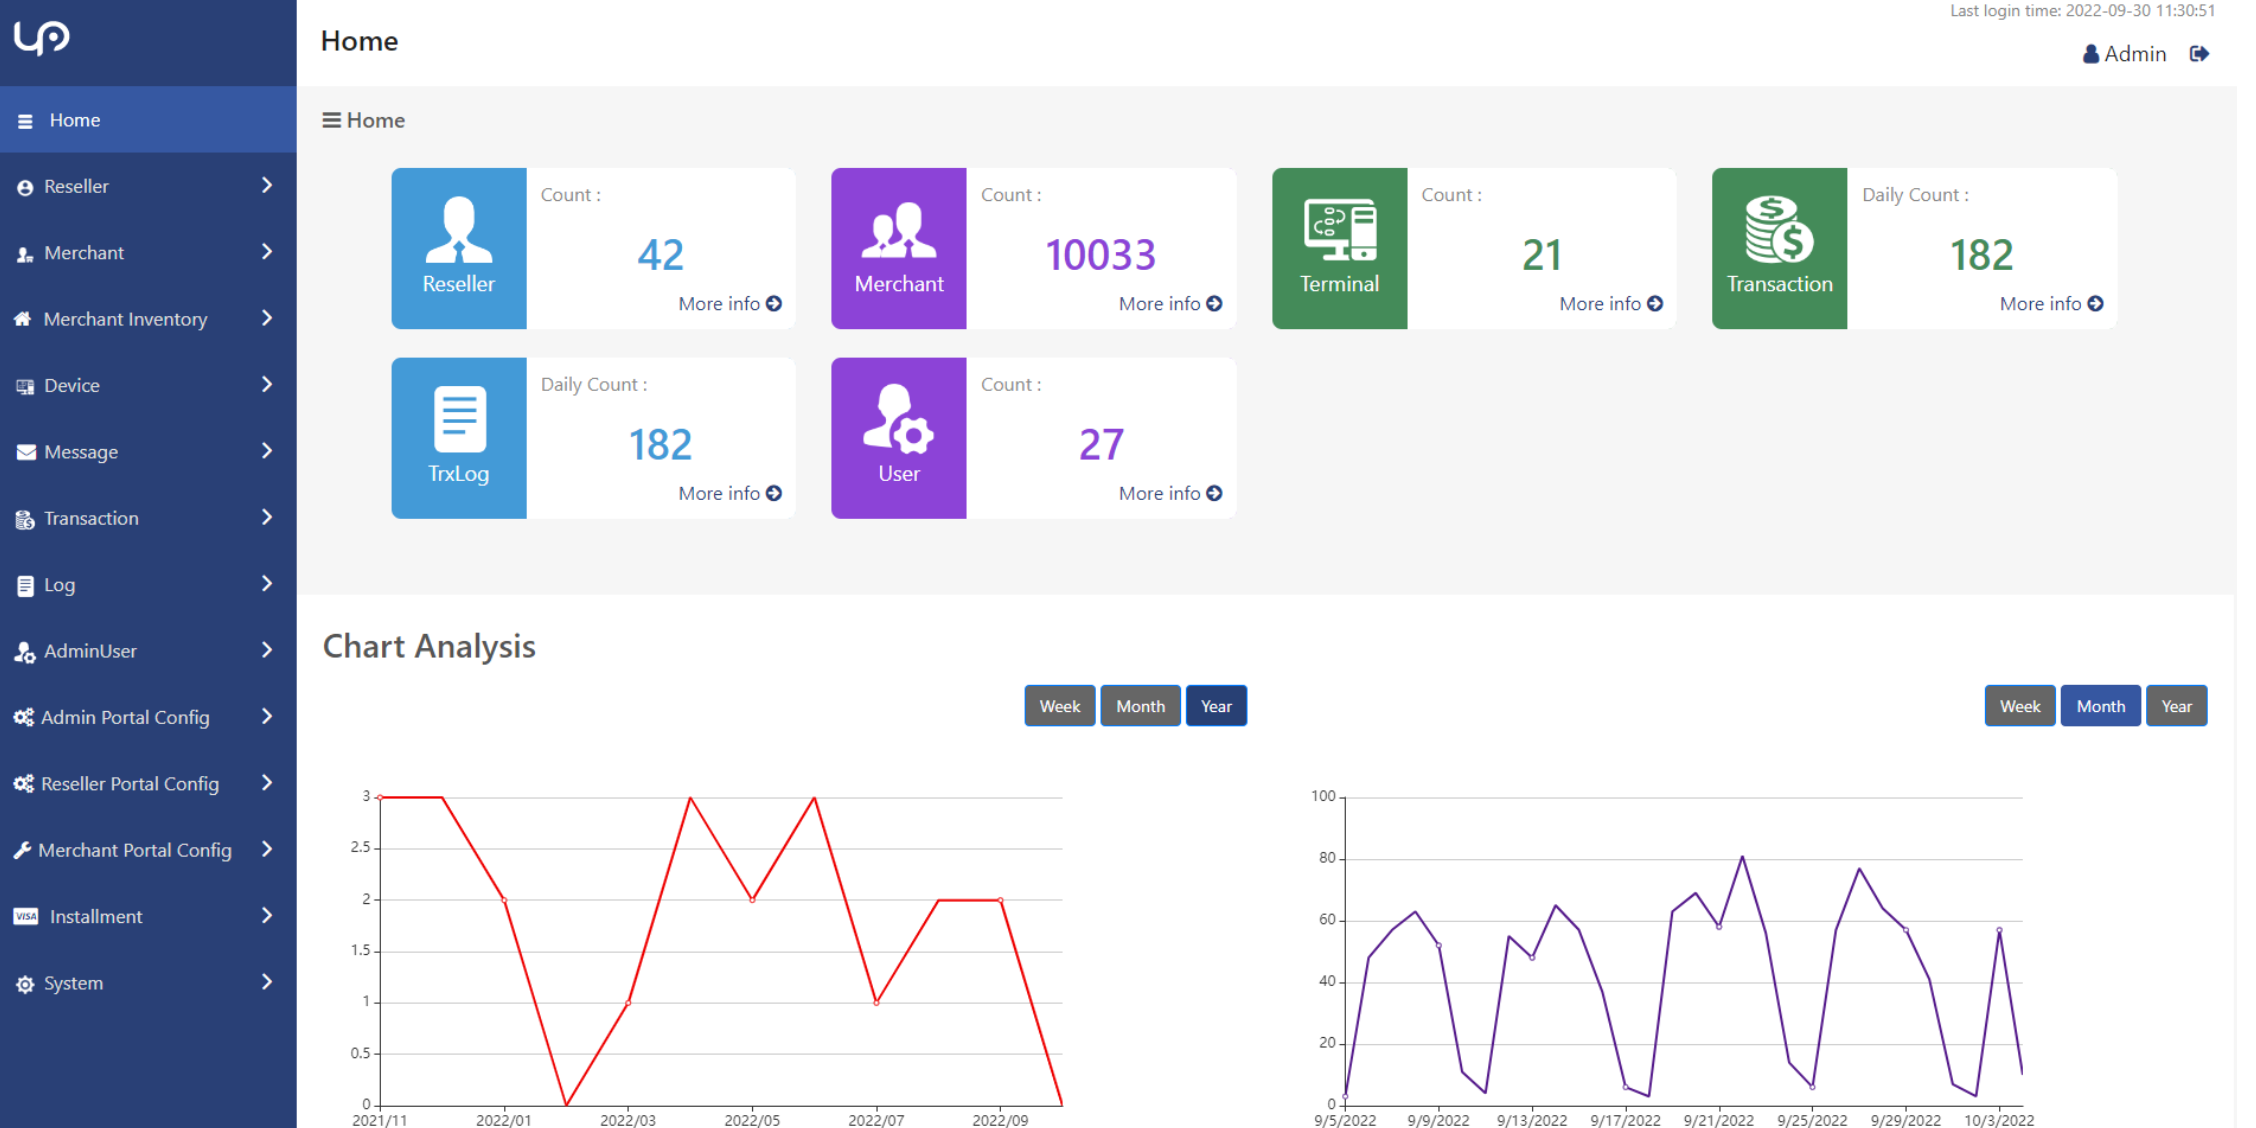 Last login time: 2022-09-30 11:30:51
Home
Admin
Home
Reseller
Merchant
Merchant Inventory
Device
Message
Transaction
Log
AdminUser
Admin Portal Config
Reseller Portal Config
Merchant Portal Config
VISA Installment
System
Home
Reseller
Count :
42
More info
Merchant
Count :
10033
More info
Terminal
Count :
21
More info
Transaction
Daily Count :
182
More info
TrxLog
Daily Count :
182
More info
User
Count :
27
More info
Chart Analysis
Week Month Year
3
2.5
2
1.5
1
0.5
0
2021/11 2022/01 2022/03 2022/05 2022/07 2022/09
Week Month Year
100
80
60
40
20
0
9/5/2022 9/9/2022 9/13/2022 9/17/2022 9/21/2022 9/25/2022 9/29/2022 10/3/2022